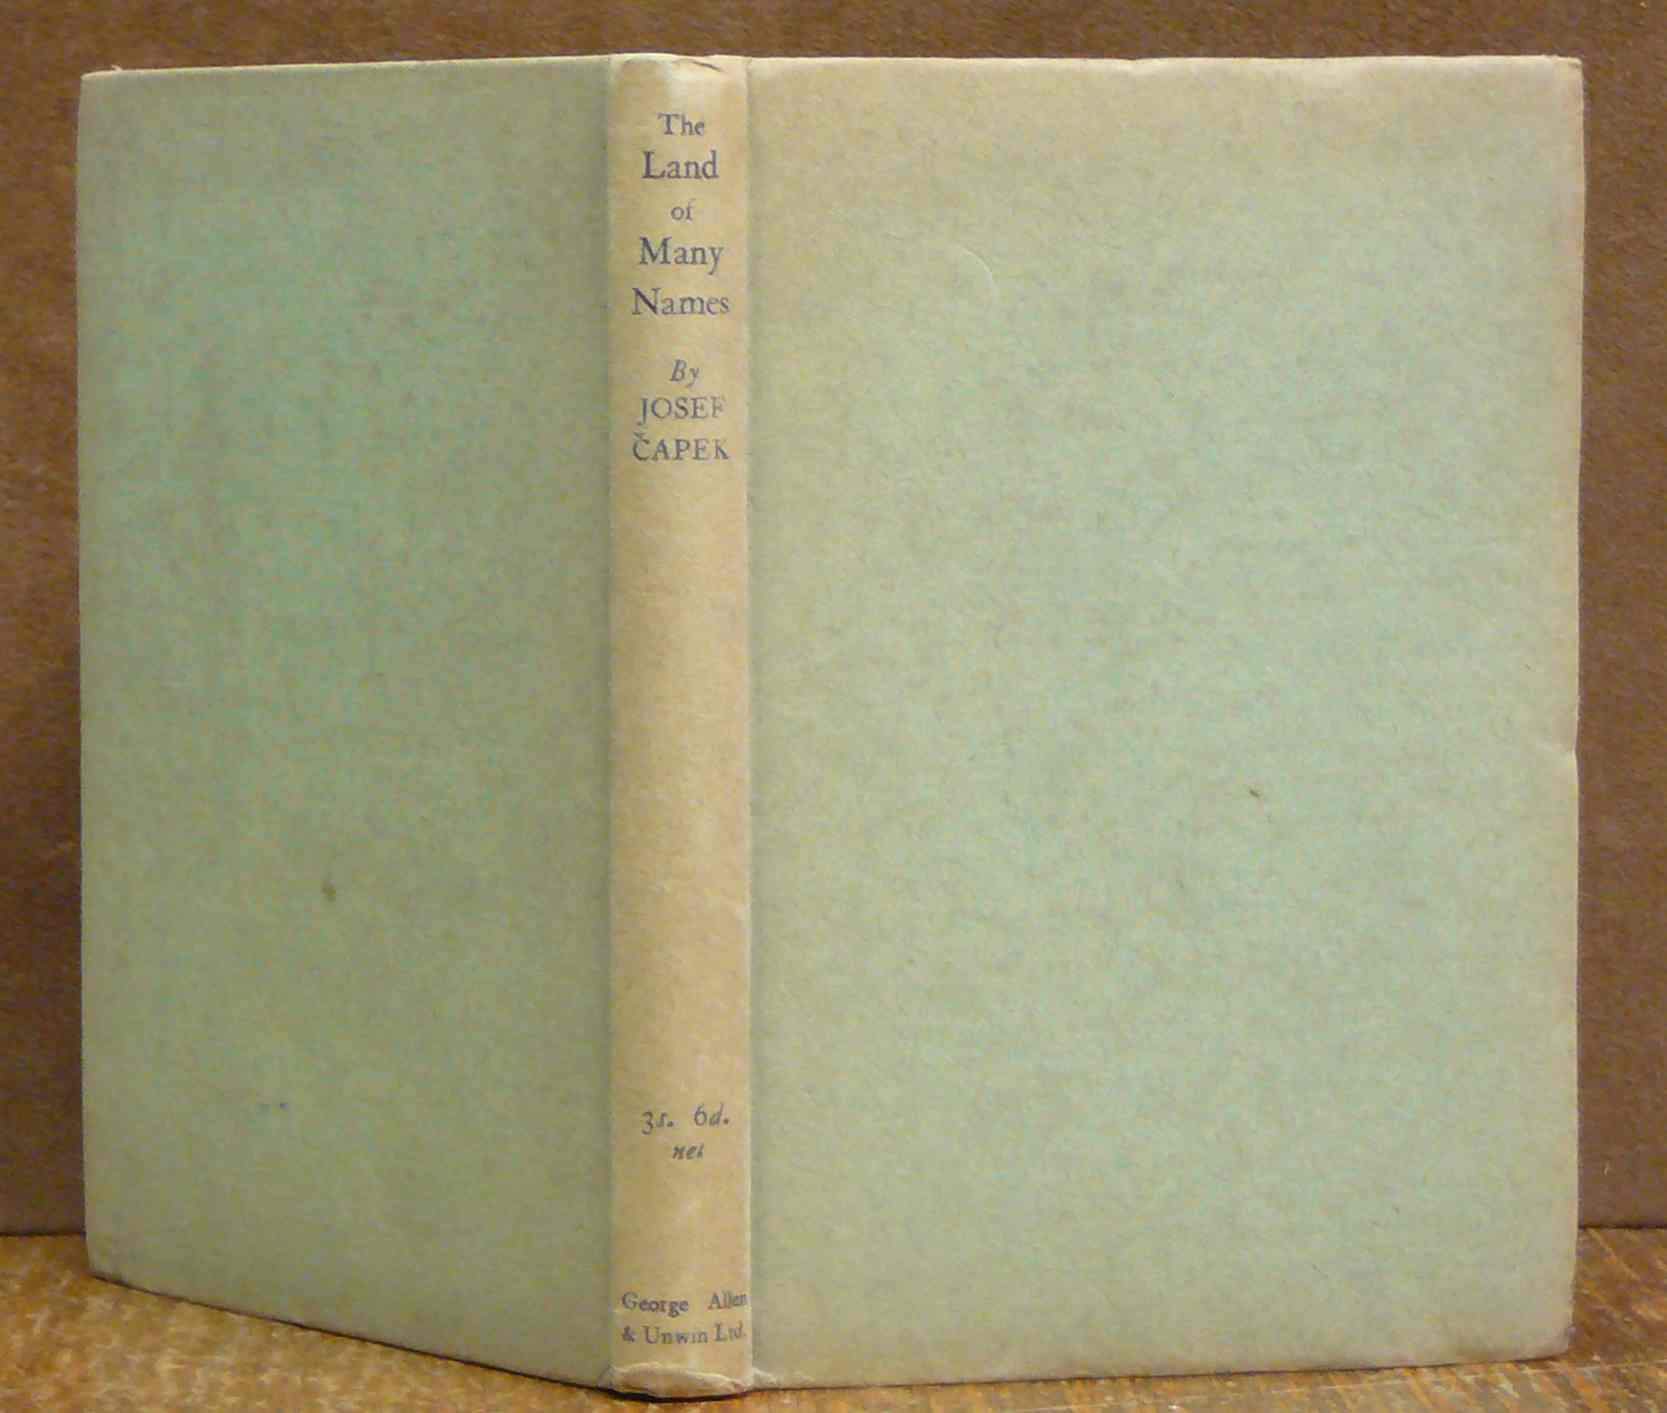 The
Land
of
Many
Names
By
JOSEF
ČAPEK
3s. 6d.
net
George Allen
& Unwin Ltd.